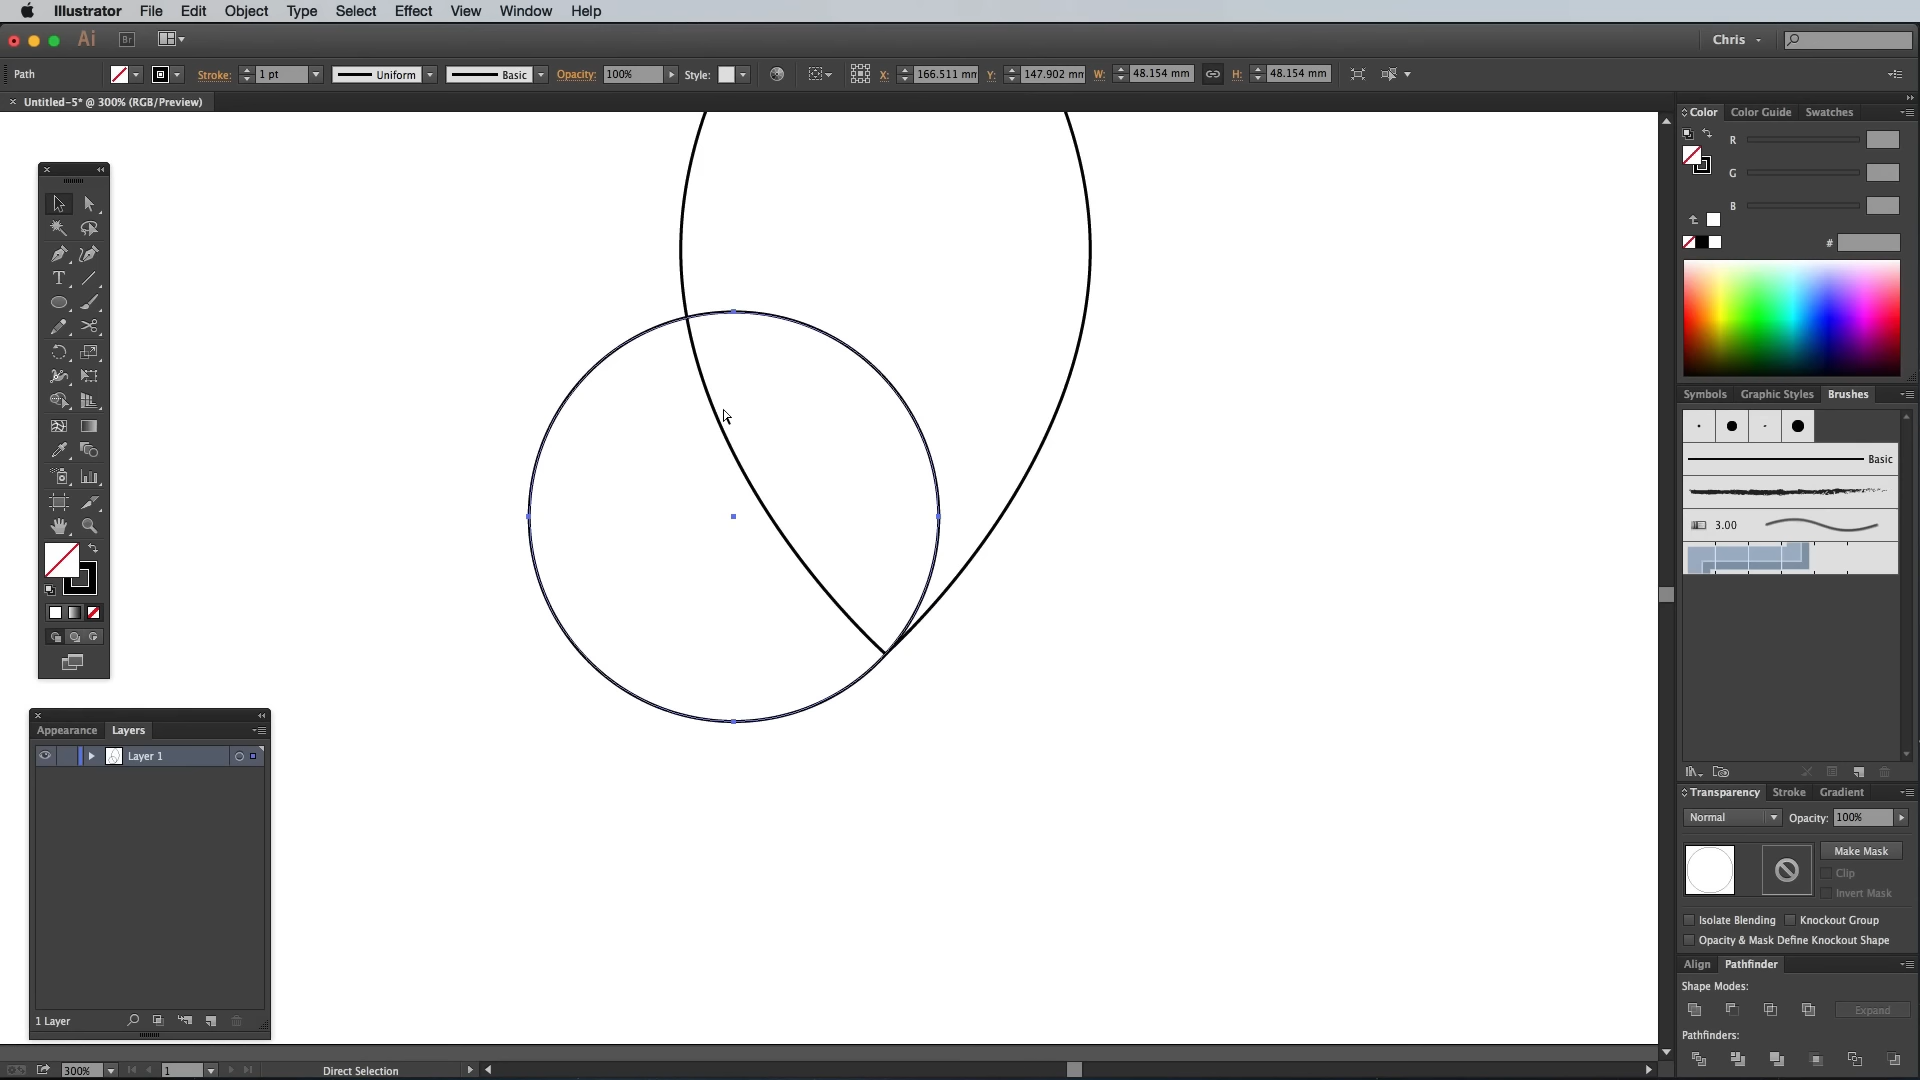 Illustrator File Edit Object Type Select Effect View Window Help
Ai Br Chris
Path Stroke: 1 pt Uniform Basic Opacity: 100% Style: X: 166.511 mm Y: 147.902 mm W: 48.154 mm H: 48.154 mm
Untitled-5* @ 300% (RGB/Preview)
Color Color Guide Swatches
R
G
B
#
T
Symbols Graphic Styles Brushes
Basic
3.00
Appearance Layers
Layer 1
1 Layer
Transparency Stroke Gradient
Normal Opacity: 100%
Make Mask
Clip
Invert Mask
Isolate Blending Knockout Group
Opacity & Mask Define Knockout Shape
Align Pathfinder
Shape Modes:
Expand
Pathfinders:
300% 1 Direct Selection